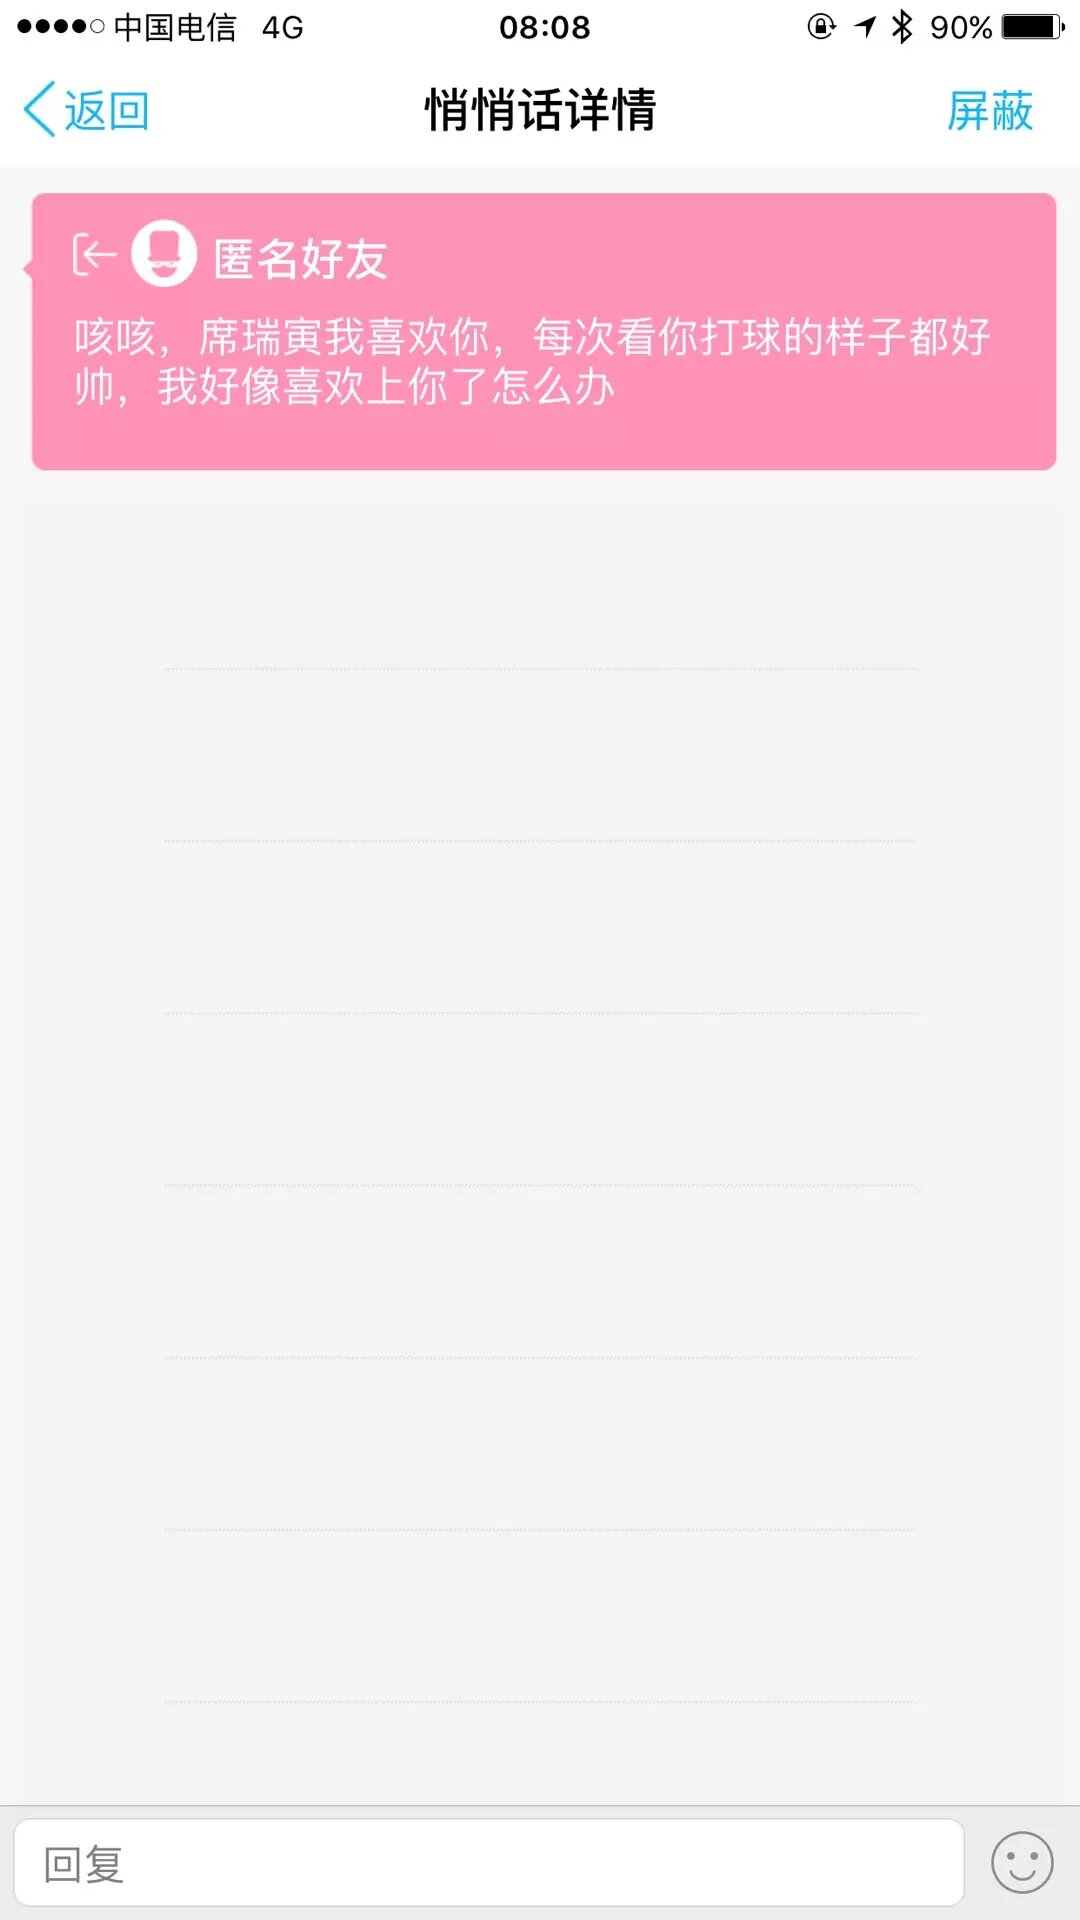 中国电信 4G 08:08 90%
返回 悄悄话详情 屏蔽
匿名好友
咳咳，席瑞寅我喜欢你，每次看你打球的样子都好
帅，我好像喜欢上你了怎么办
回复